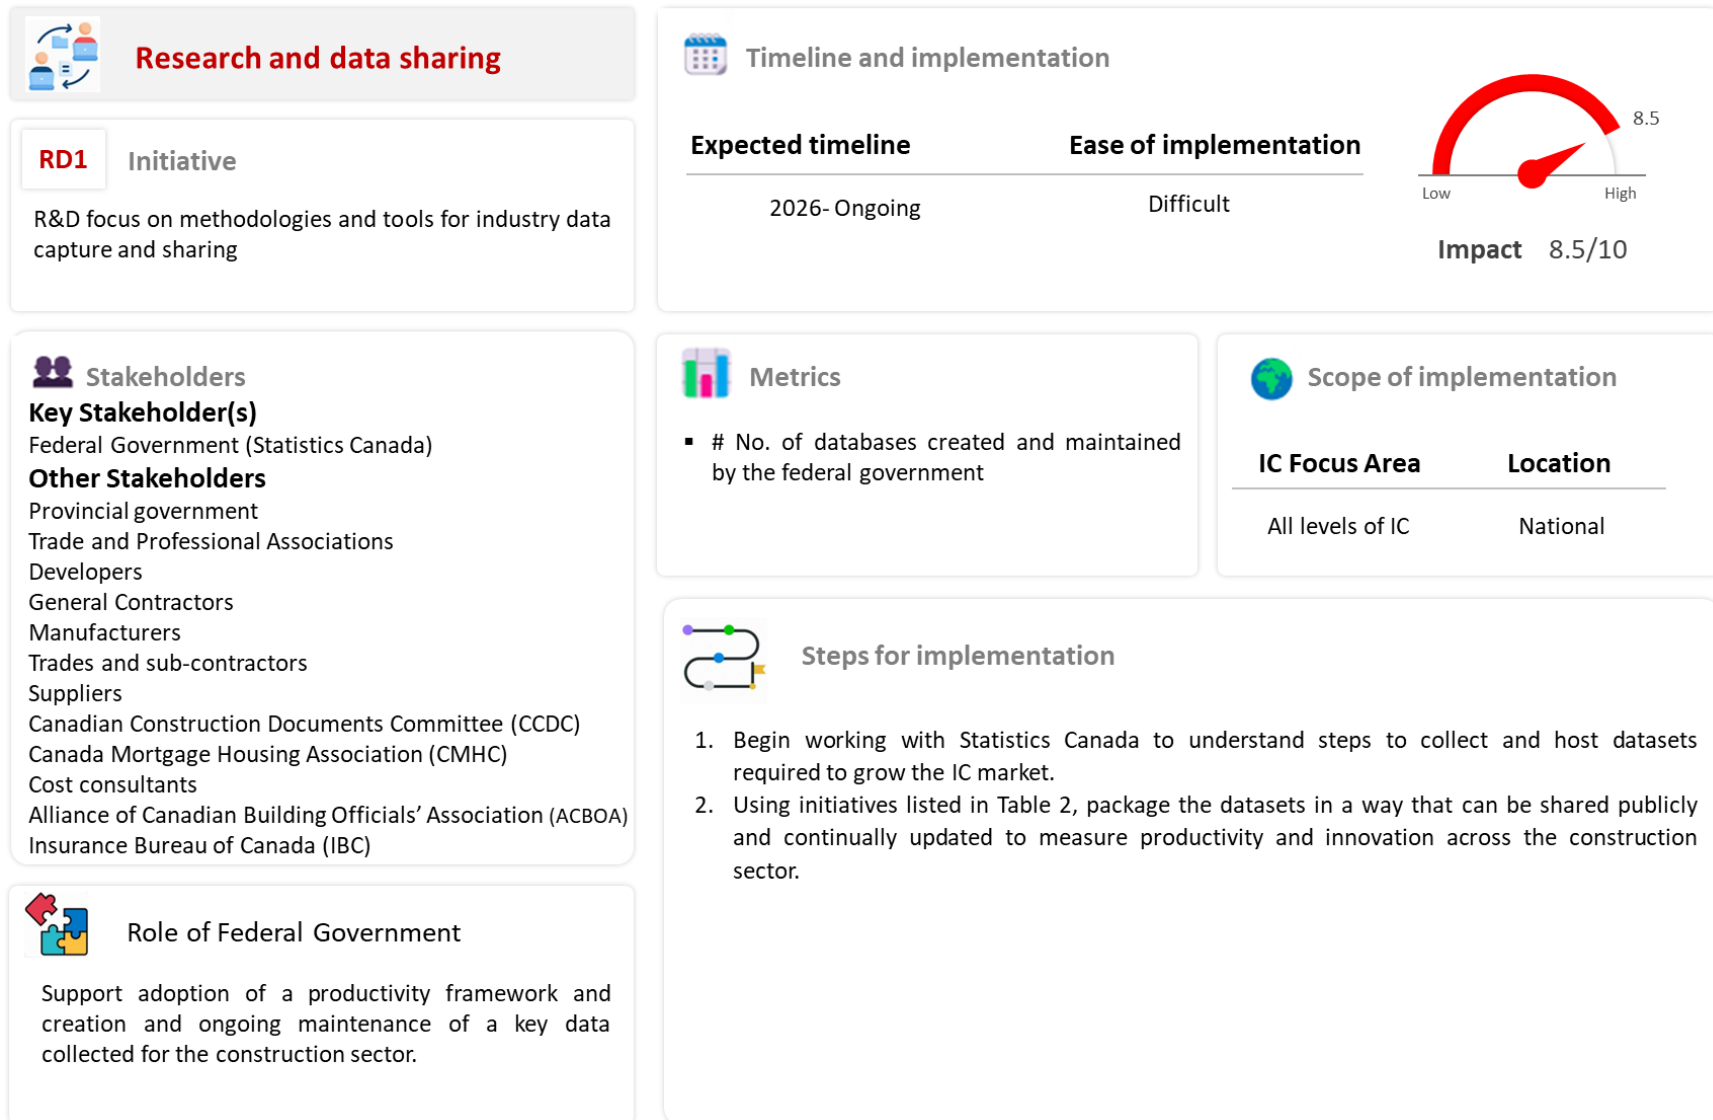 Research and data sharing
RD1 Initiative
R&D focus on methodologies and tools for industry data
capture and sharing
Stakeholders
Key Stakeholder(s)
Federal Government (Statistics Canada)
Other Stakeholders
Provincial government
Trade and Professional Associations
Developers
General Contractors
Manufacturers
Trades and sub-contractors
Suppliers
Canadian Construction Documents Committee (CCDC)
Canada Mortgage Housing Association (CMHC)
Cost consultants
Alliance of Canadian Building Officials’ Association (ACBOA)
Insurance Bureau of Canada (IBC)
Role of Federal Government
Support adoption of a productivity framework and
creation and ongoing maintenance of a key data
collected for the construction sector.
Timeline and implementation
Expected timeline Ease of implementation
2026- Ongoing Difficult
8.5
Low High
Impact 8.5/10
Metrics
▪ # No. of databases created and maintained
by the federal government
Scope of implementation
IC Focus Area Location
All levels of IC National
Steps for implementation
1. Begin working with Statistics Canada to understand steps to collect and host datasets
required to grow the IC market.
2. Using initiatives listed in Table 2, package the datasets in a way that can be shared publicly
and continually updated to measure productivity and innovation across the construction
sector.